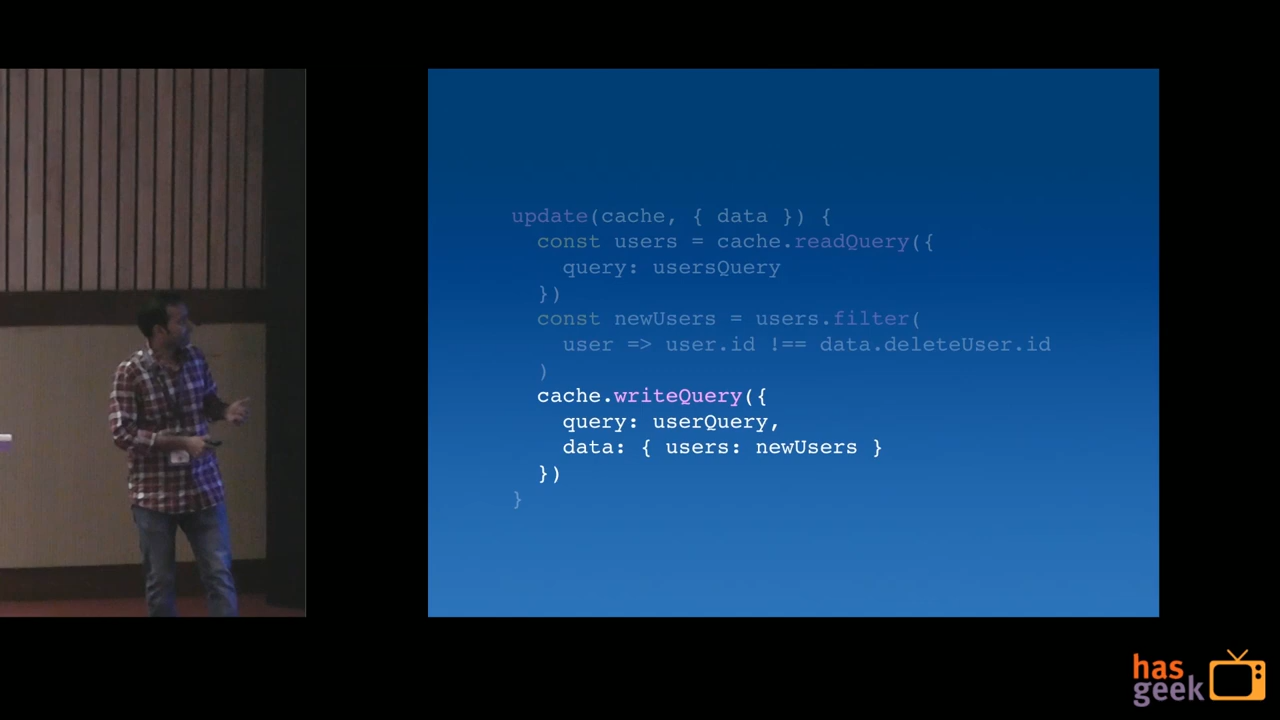 update(cache, { data }) {
  const users = cache.readQuery({
    query: usersQuery
  })
  const newUsers = users.filter(
    user => user.id !== data.deleteUser.id
  )
  cache.writeQuery({
    query: userQuery,
    data: { users: newUsers }
  })
}
has
geek